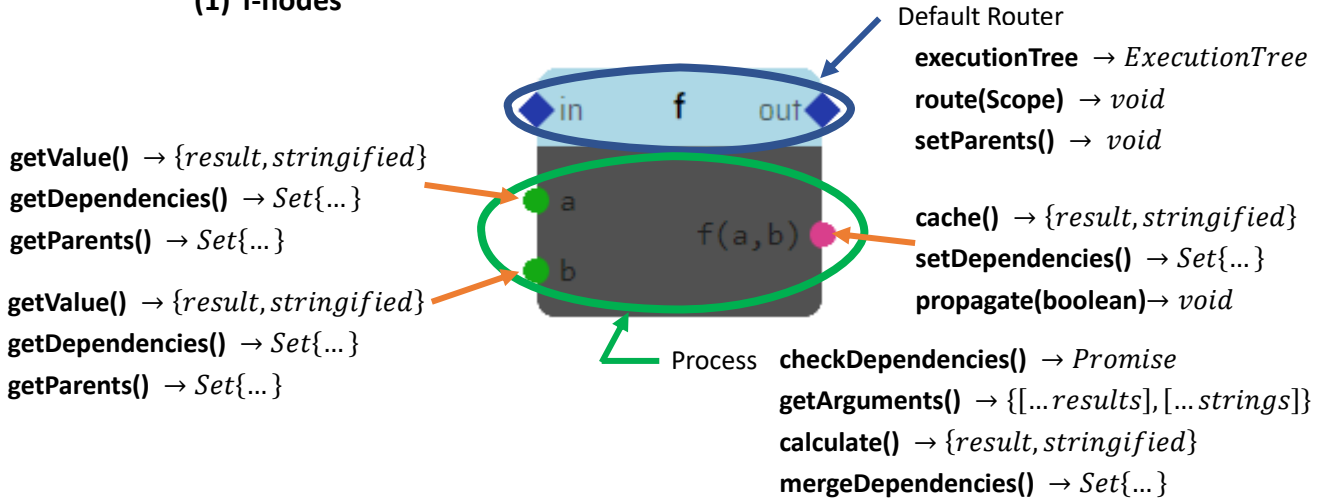 Default Router
executionTree → ExecutionTree
route(Scope) → void
setParents() → void
in f out
getValue() → {result, stringified}
getDependencies() → Set{…}
getParents() → Set{…}
a
f(a,b)
b
cache() → {result, stringified}
setDependencies() → Set{…}
propagate(boolean)→ void
getValue() → {result, stringified}
getDependencies() → Set{…}
getParents() → Set{…}
Process
checkDependencies() → Promise
getArguments() → {[…results],[…strings]}
calculate() → {result, stringified}
mergeDependencies() → Set{…}